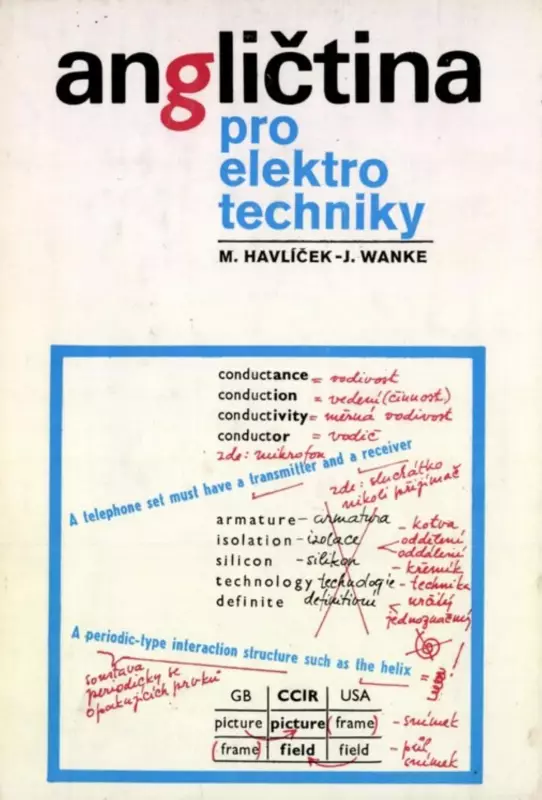 angličtina
pro
elektro
techniky
M. HAVLÍČEK-J. WANKE
conductance = vodivost
conduction = vedení (činnost)
conductivity = měrná vodivost
conductor = vodič
zde: mikrofon
A telephone set must have a transmitter and a receiver
zde: sluchátko
nikoli přijímač
armature - armatura - kotva
isolation - izolace oddělení
oddálení
silicon - silikon - křemík
technology technologie - technika
definite definitivní - určitý
jednoznačný
A periodic-type interaction structure such as the helix
soustava
periodicky se
opakujících prvků
GB CCIR USA
picture picture (frame) - snímek
(frame) field field - půl
snímek